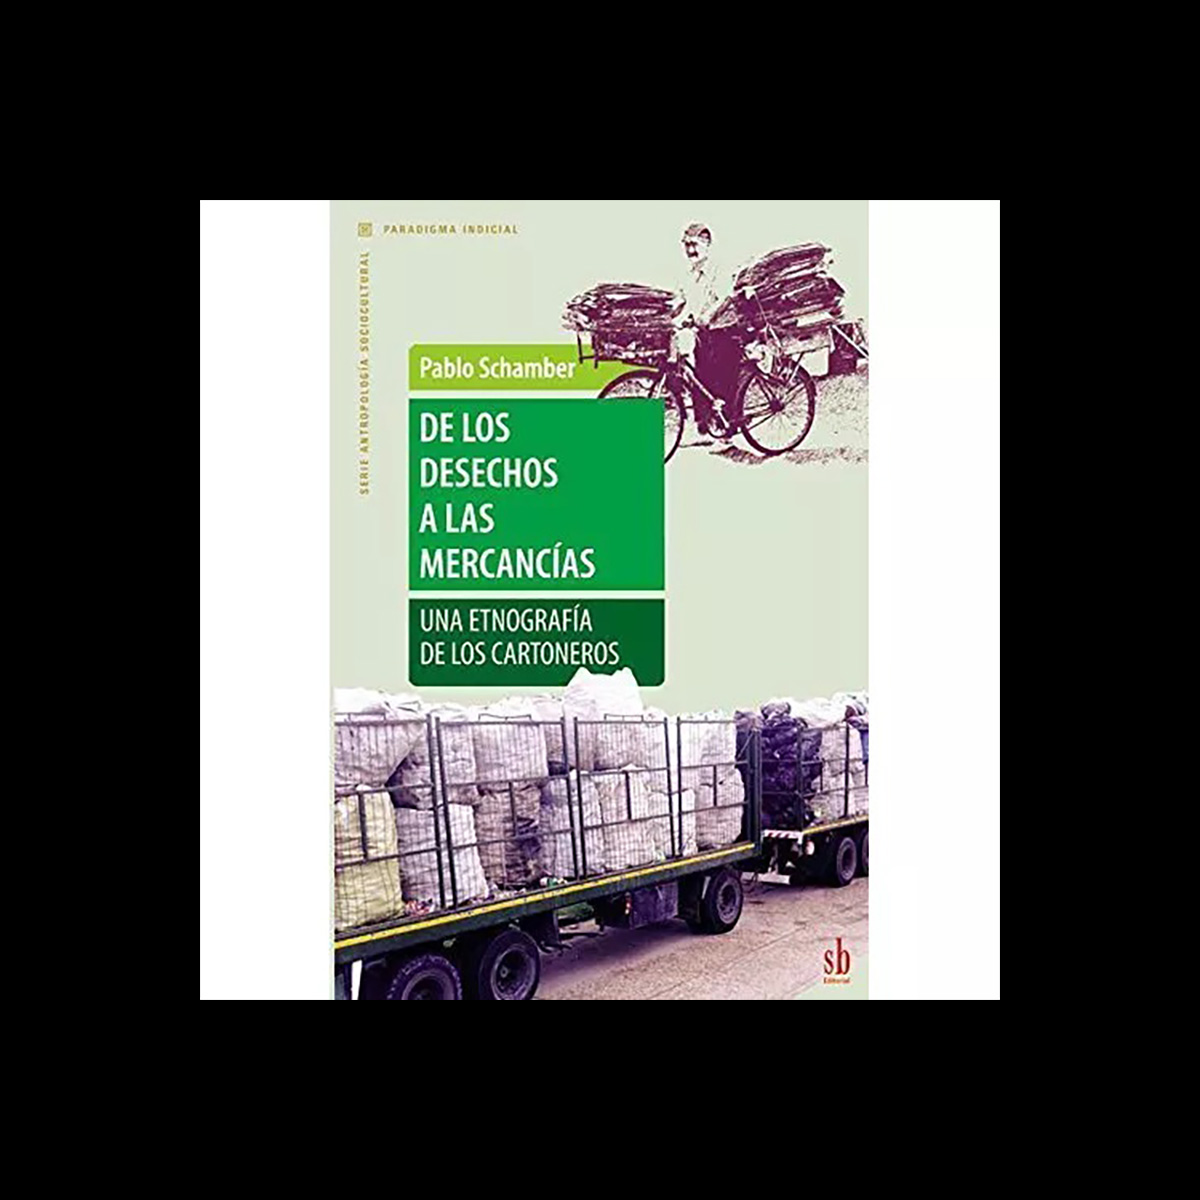 PARADIGMA INDICIAL
SERIE ANTROPOLOGÍA SOCIOCULTURAL
Pablo Schamber
DE LOS
DESECHOS
A LAS
MERCANCÍAS
UNA ETNOGRAFÍA
DE LOS CARTONEROS
sb
Editorial